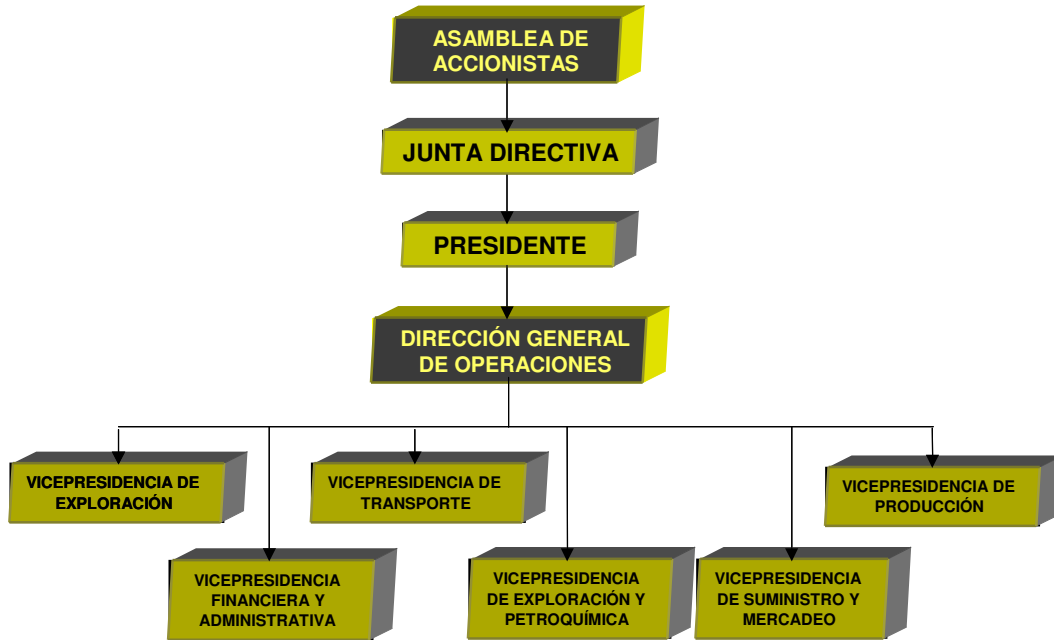 ASAMBLEA DE
ACCIONISTAS
JUNTA DIRECTIVA
PRESIDENTE
DIRECCIÓN GENERAL
DE OPERACIONES
VICEPRESIDENCIA DE
EXPLORACIÓN
VICEPRESIDENCIA DE
TRANSPORTE
VICEPRESIDENCIA DE
PRODUCCIÓN
VICEPRESIDENCIA
FINANCIERA Y
ADMINISTRATIVA
VICEPRESIDENCIA
DE EXPLORACIÓN Y
PETROQUÍMICA
VICEPRESIDENCIA
DE SUMINISTRO Y
MERCADEO